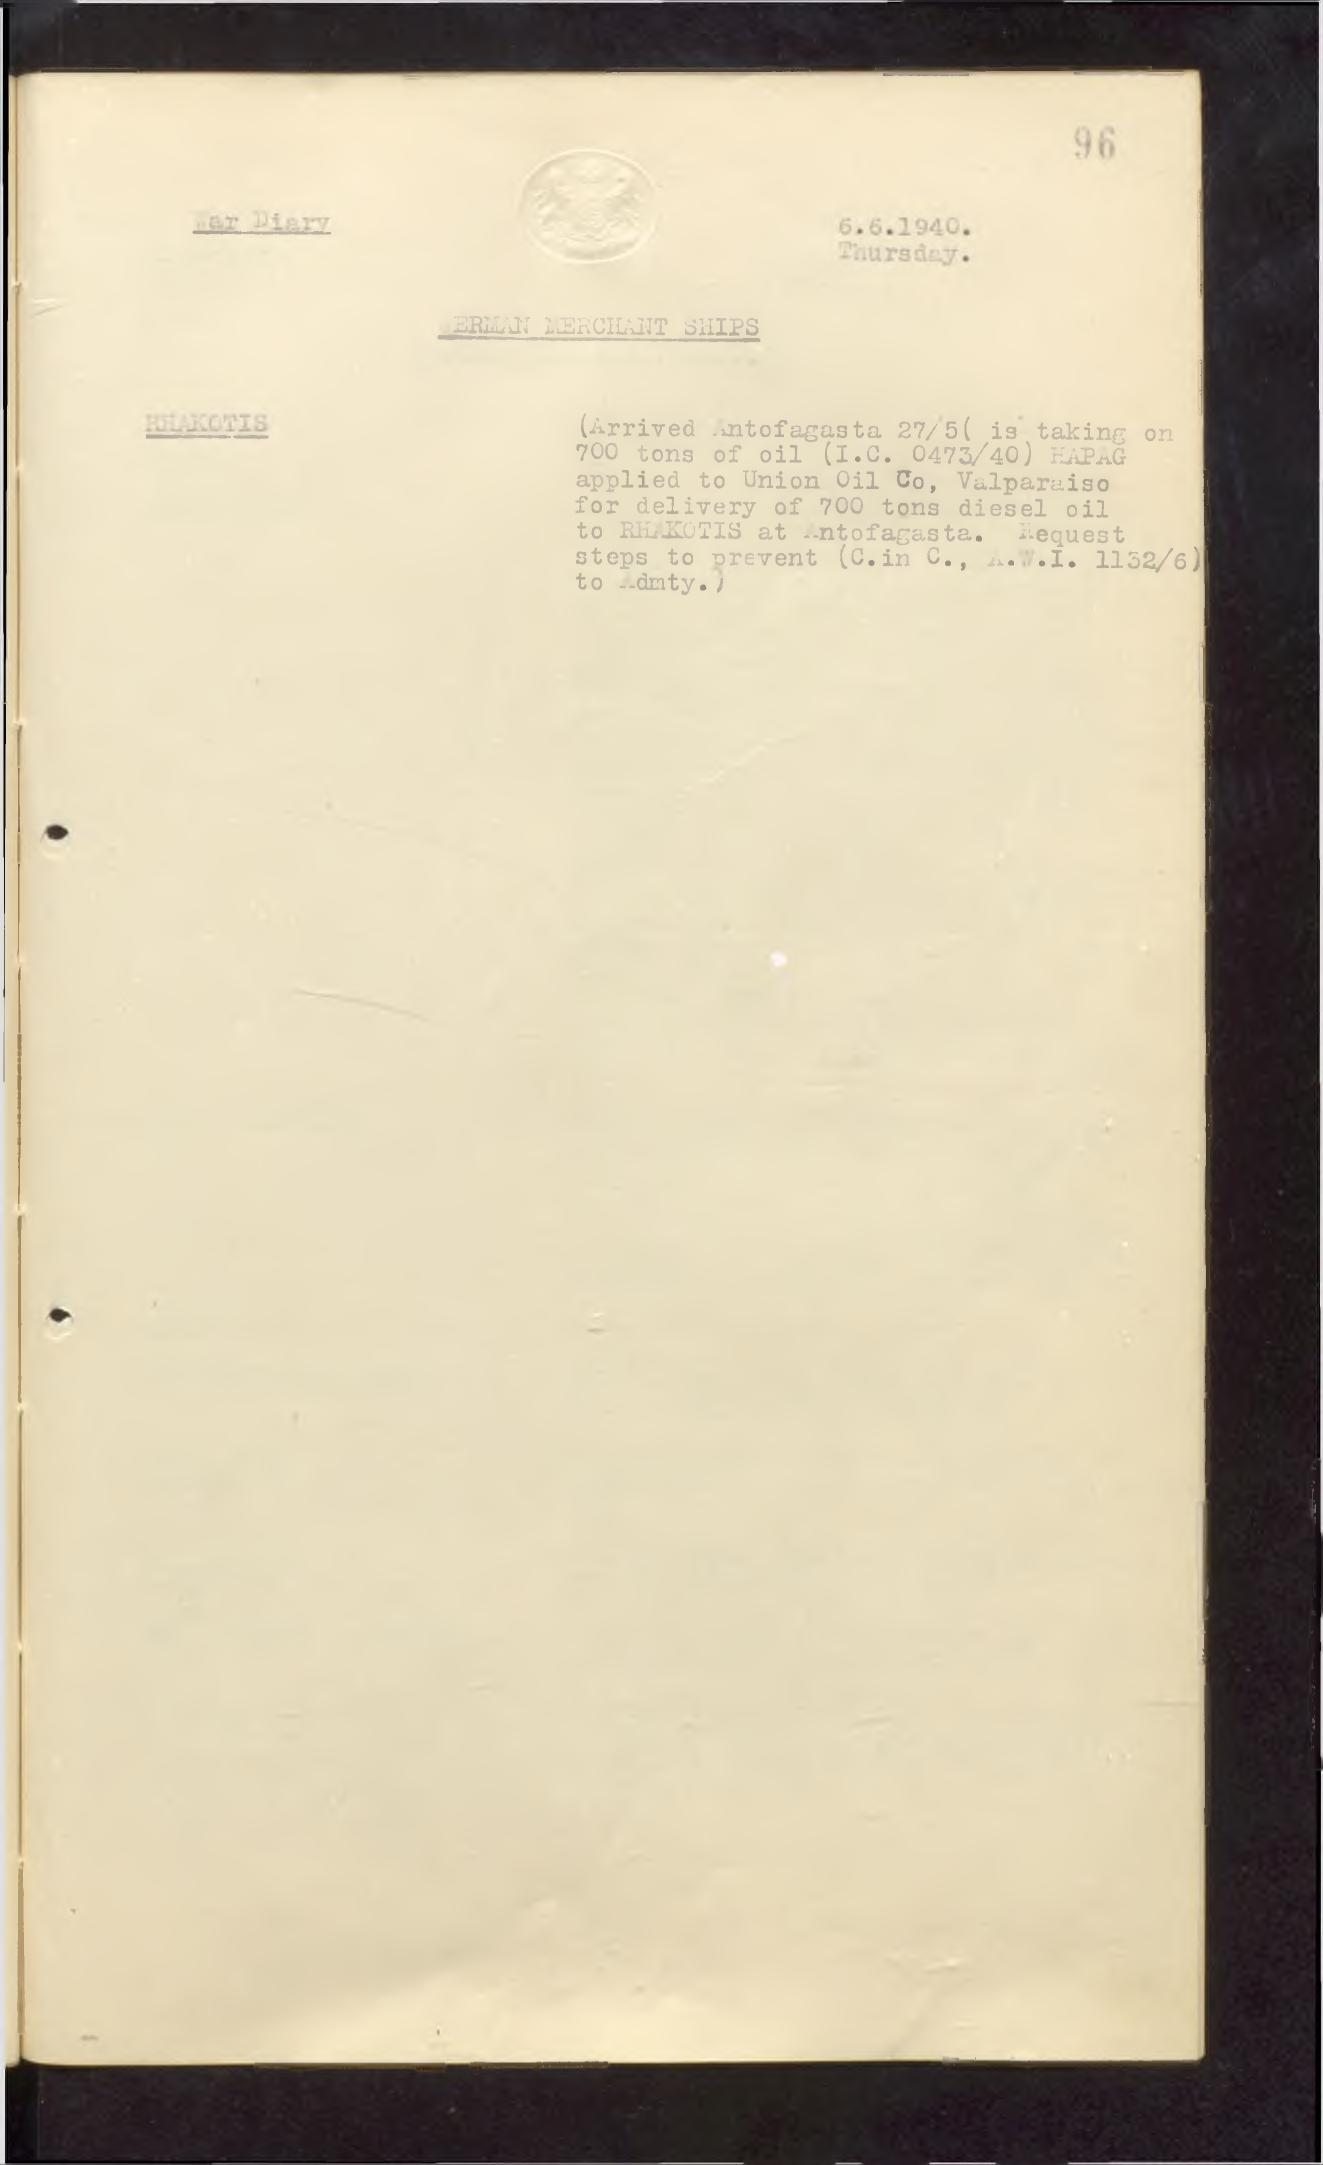 96
War Diary
6.6.1940.
Thursday.
GERMAN MERCHANT SHIPS
RHAKOTIS
(Arrived Antofagasta 27/5( is taking on
700 tons of oil (I.C. 0473/40) HAPAG
applied to Union Oil Co, Valparaiso
for delivery of 700 tons diesel oil
to RHAKOTIS at Antofagasta.  Request
steps to prevent (C.in C., A.W.I. 1132/6)
to Admty.)